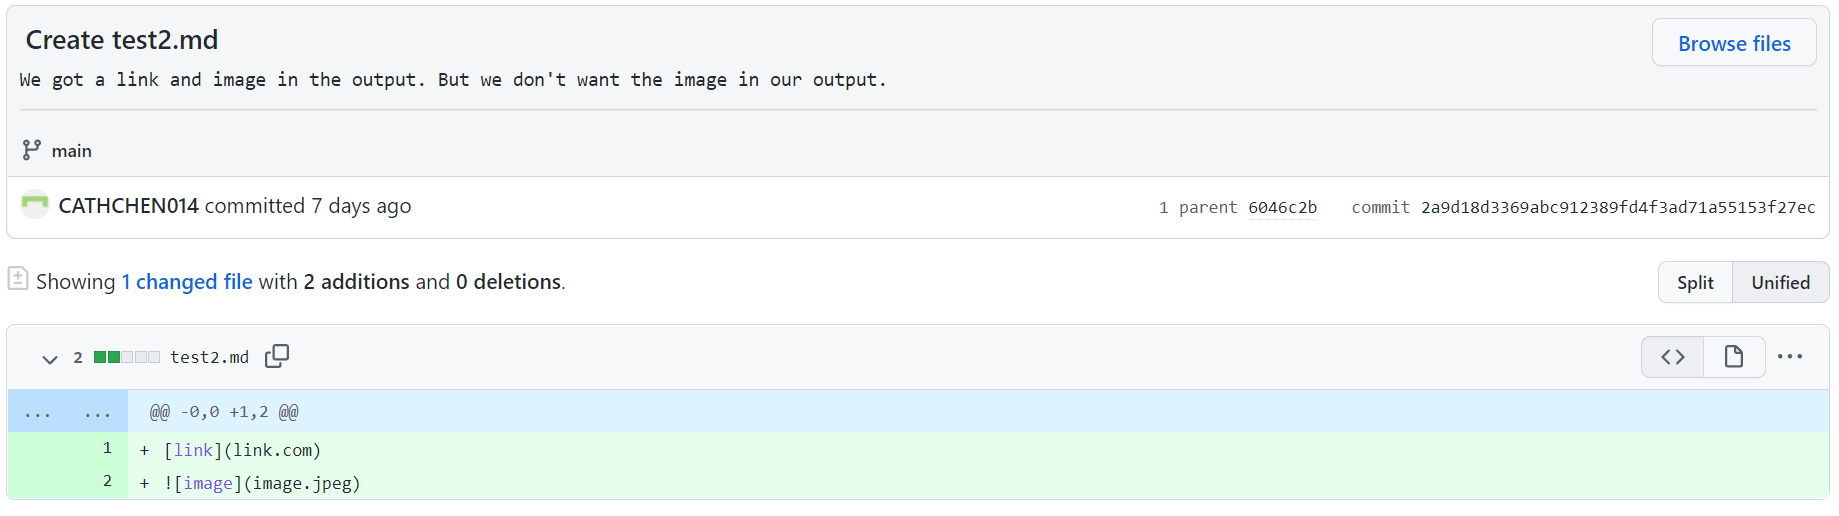 Create test2.md
Browse files
We got a link and image in the output. But we don't want the image in our output.
main
CATHCHEN014 committed 7 days ago
1 parent 6046c2b commit 2a9d18d3369abc912389fd4f3ad71a55153f27ec
Showing 1 changed file with 2 additions and 0 deletions.
Split Unified
2 test2.md
... ... @@ -0,0 +1,2 @@
1 + [link](link.com)
2 + ![image](image.jpeg)